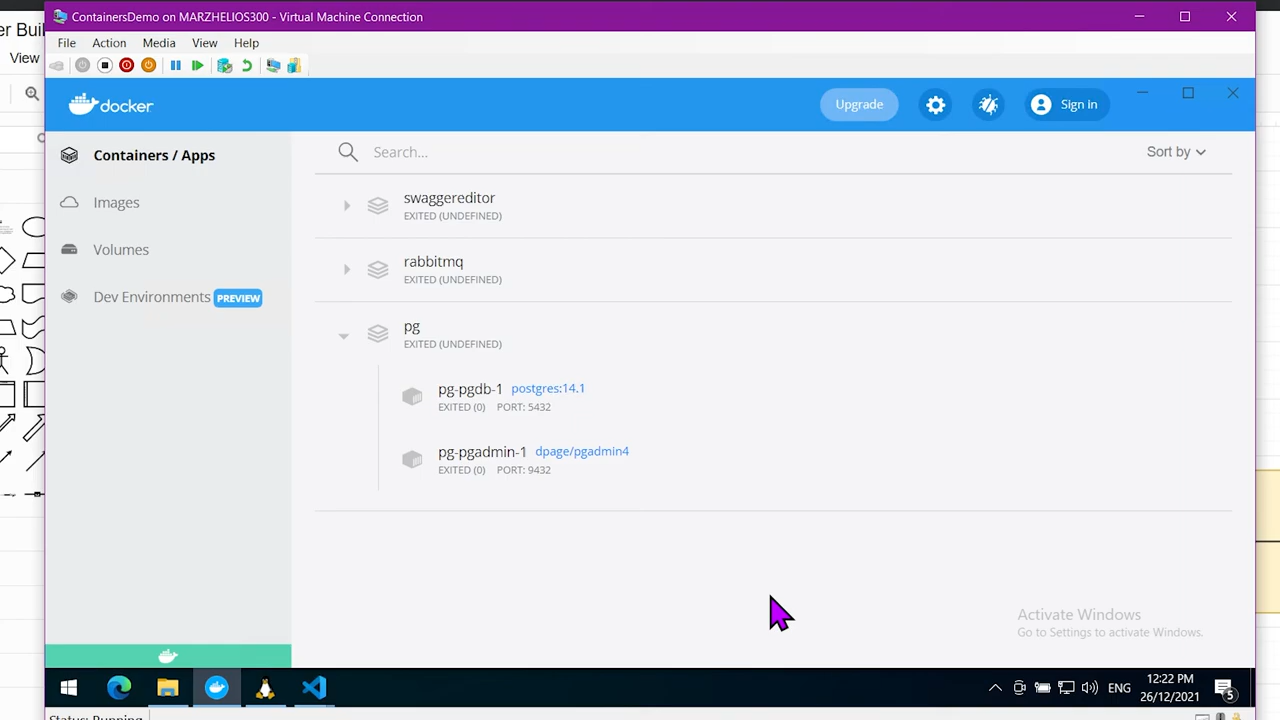 er Buil
View
ContainersDemo on MARZHELIOS300 - Virtual Machine Connection
File Action Media View Help
docker
Upgrade
Sign in
Containers / Apps
Images
Volumes
Dev Environments PREVIEW
Search...
Sort by
swaggereditor
EXITED (UNDEFINED)
rabbitmq
EXITED (UNDEFINED)
pg
EXITED (UNDEFINED)
pg-pgdb-1 postgres:14.1
EXITED (0) PORT: 5432
pg-pgadmin-1 dpage/pgadmin4
EXITED (0) PORT: 9432
Activate Windows
Go to Settings to activate Windows.
ENG
12:22 PM
26/12/2021
5
Status: Running